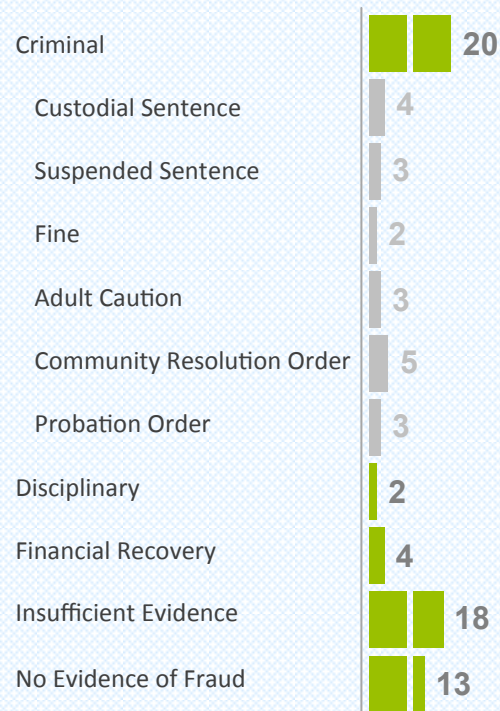 Criminal 20
Custodial Sentence 4
Suspended Sentence 3
Fine 2
Adult Caution 3
Community Resolution Order 5
Probation Order 3
Disciplinary 2
Financial Recovery 4
Insufficient Evidence 18
No Evidence of Fraud 13